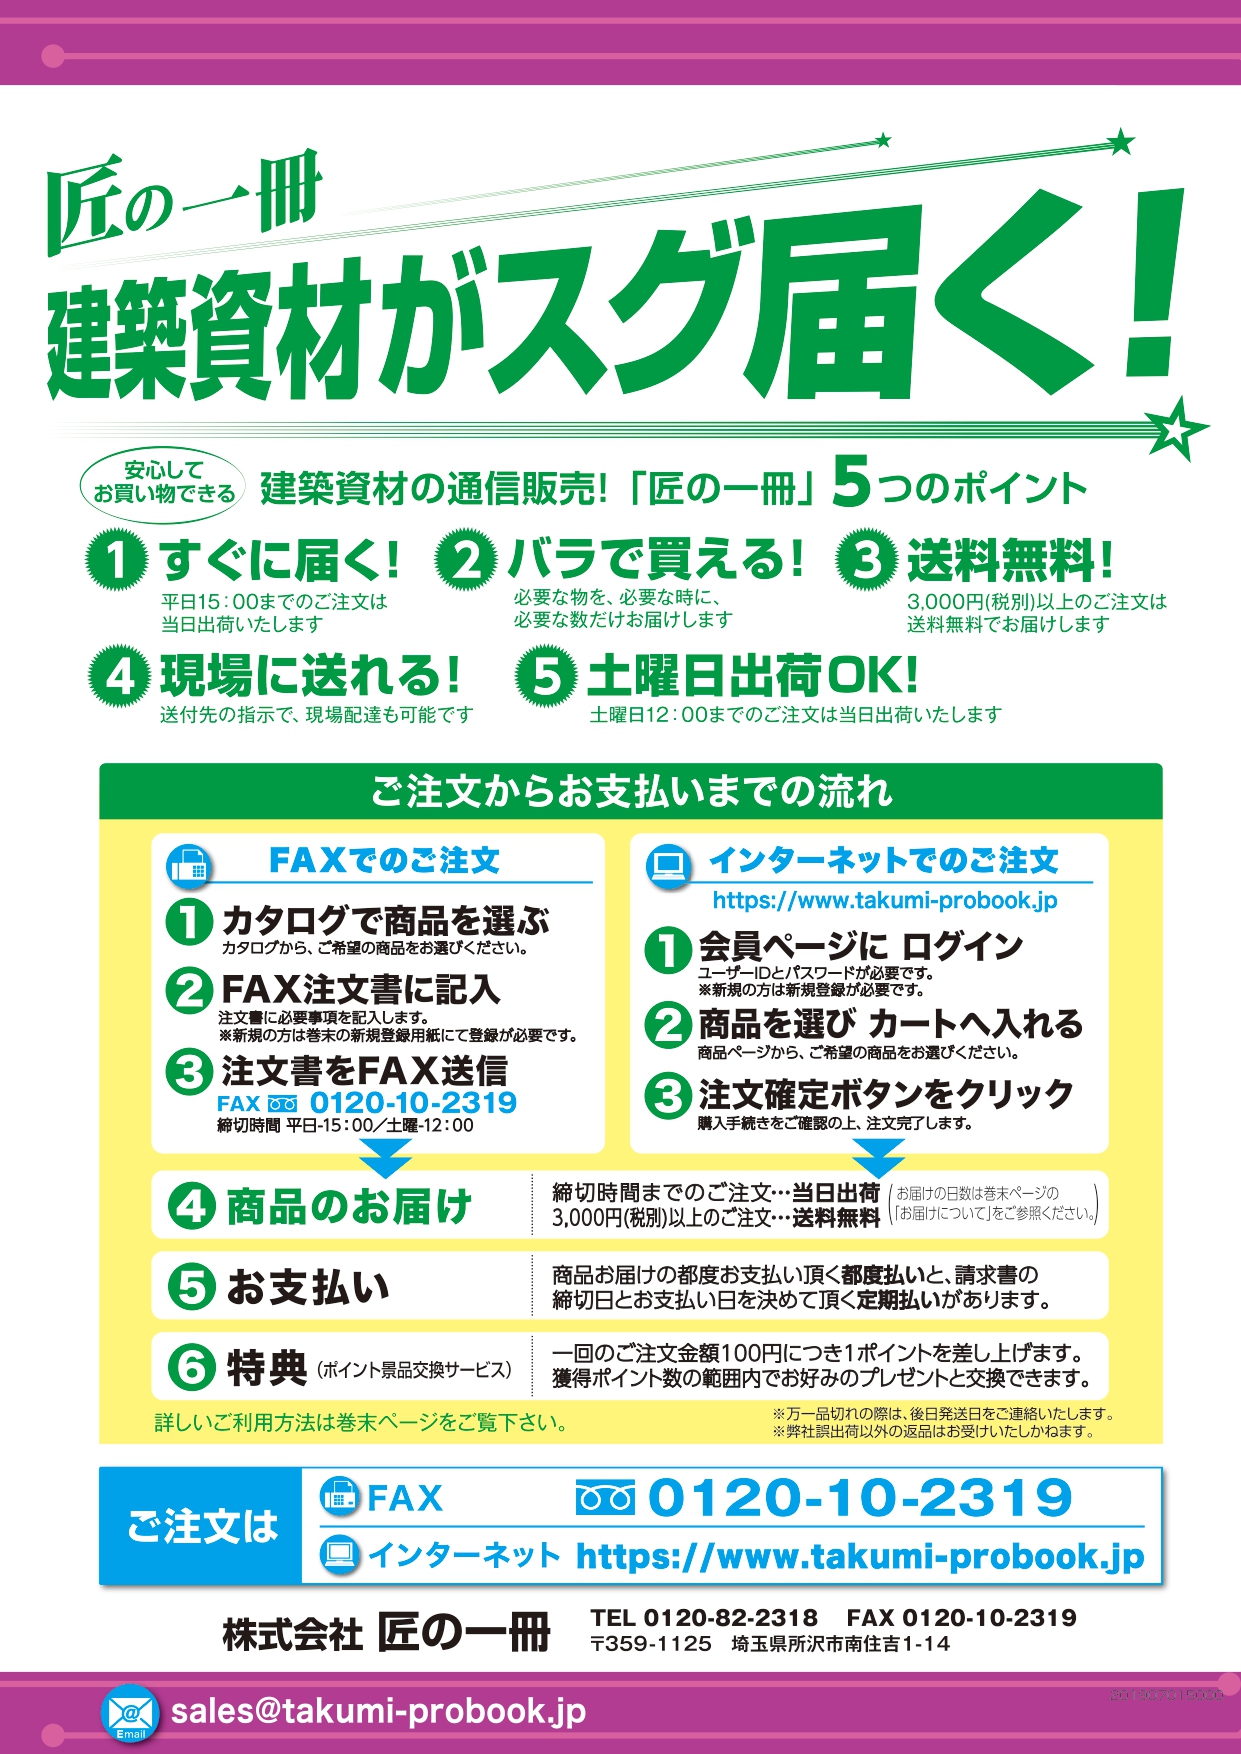 匠の一冊
建築資材がスグ届く!
安心して
お買い物できる
建築資材の通信販売!「匠の一冊」5つのポイント
1 すぐに届く!
平日15:00までのご注文は
当日出荷いたします
2 バラで買える!
必要な物を、必要な時に、
必要な数だけお届けします
3 送料無料!
3,000円(税別)以上のご注文は
送料無料でお届けします
4 現場に送れる!
送付先の指示で、現場配達も可能です
5 土曜日出荷OK!
土曜日12:00までのご注文は当日出荷いたします
ご注文からお支払いまでの流れ
FAXでのご注文
1 カタログで商品を選ぶ
カタログから、ご希望の商品をお選びください。
2 FAX注文書に記入
注文書に必要事項を記入します。
※新規の方は巻末の新規登録用紙にて登録が必要です。
3 注文書をFAX送信
FAX 0120-10-2319
締切時間 平日-15:00/土曜-12:00
インターネットでのご注文
https://www.takumi-probook.jp
1 会員ページに ログイン
ユーザーIDとパスワードが必要です。
※新規の方は新規登録が必要です。
2 商品を選び カートへ入れる
商品ページから、ご希望の商品をお選びください。
3 注文確定ボタンをクリック
購入手続きをご確認の上、注文完了します。
4 商品のお届け
締切時間までのご注文…当日出荷
3,000円(税別)以上のご注文…送料無料
(お届けの日数は巻末ページの
「お届けについて」をご参照ください。)
5 お支払い
商品お届けの都度お支払い頂く都度払いと、請求書の
締切日とお支払い日を決めて頂く定期払いがあります。
6 特典(ポイント景品交換サービス)
一回のご注文金額100円につき1ポイントを差し上げます。
獲得ポイント数の範囲内でお好みのプレゼントと交換できます。
詳しいご利用方法は巻末ページをご覧下さい。
※万一品切れの際は、後日発送日をご連絡いたします。
※弊社誤出荷以外の返品はお受けいたしかねます。
ご注文は
FAX 0120-10-2319
インターネット https://www.takumi-probook.jp
株式会社 匠の一冊
TEL 0120-82-2318 FAX 0120-10-2319
〒359-1125 埼玉県所沢市南住吉1-14
@
Email
sales@takumi-probook.jp